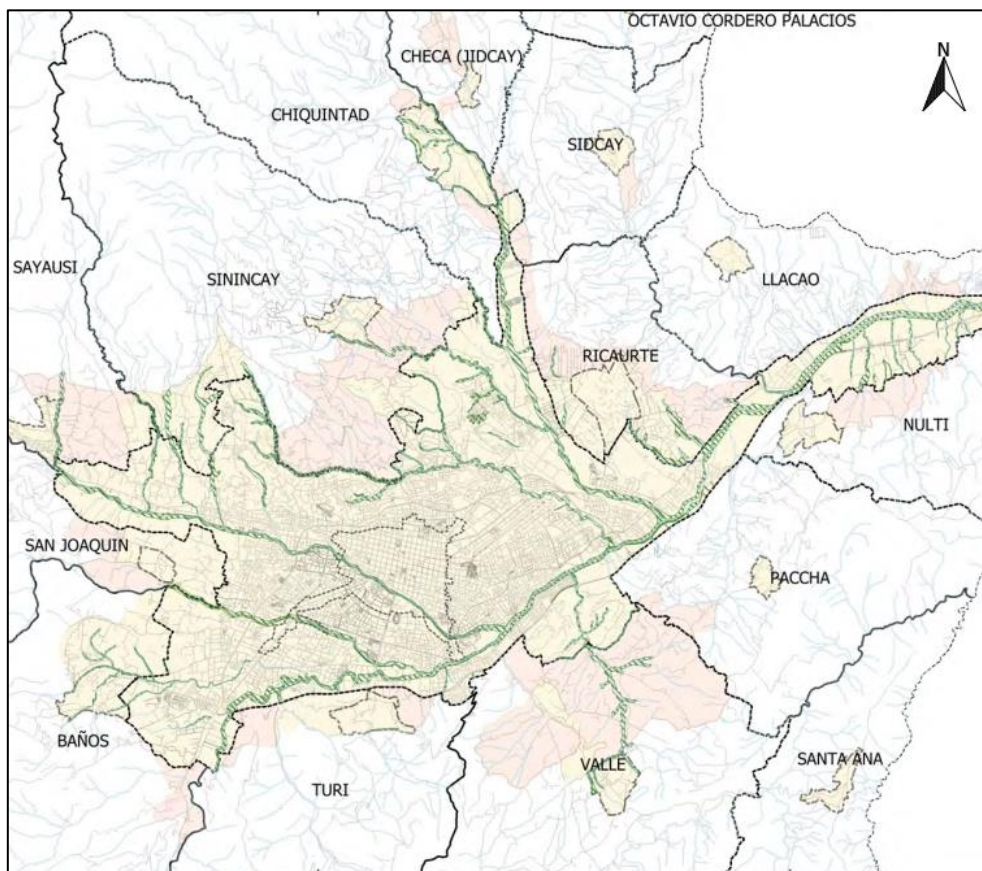 OCTAVIO CORDERO PALACIOS
CHECA (JIDCAY)
N
CHIQUINTAD
SIDCAY
SAYAUSI
SININCAY
LLACAO
RICAURTE
NULTI
SAN JOAQUIN
PACCHA
BAÑOS
VALLE
SANTA ANA
TURI